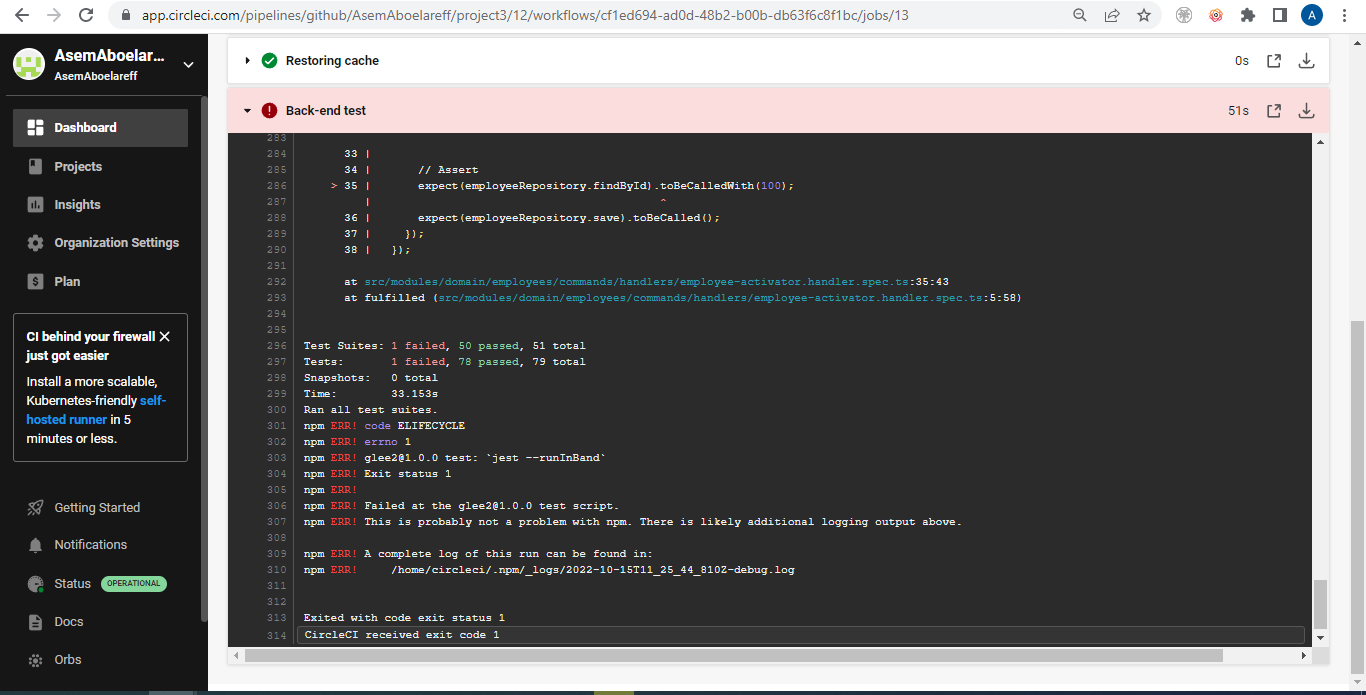 app.circleci.com/pipelines/github/AsemAboelareff/project3/12/workflows/cf1ed694-ad0d-48b2-b00b-db63f6c8f1bc/jobs/13
A
AsemAboelar...
AsemAboelareff
Dashboard
Projects
Insights
Organization Settings
$ Plan
CI behind your firewall
just got easier
Install a more scalable,
Kubernetes-friendly self-
hosted runner in 5
minutes or less.
Getting Started
Notifications
Status OPERATIONAL
Docs
Orbs
Restoring cache 0s
! Back-end test 51s
283
284 33 |
285 34 | // Assert
286 > 35 | expect(employeeRepository.findById).toBeCalledWith(100);
287 | ^
288 36 | expect(employeeRepository.save).toBeCalled();
289 37 | });
290 38 | });
291
292 at src/modules/domain/employees/commands/handlers/employee-activator.handler.spec.ts:35:43
293 at fulfilled (src/modules/domain/employees/commands/handlers/employee-activator.handler.spec.ts:5:58)
294
295
296 Test Suites: 1 failed, 50 passed, 51 total
297 Tests: 1 failed, 78 passed, 79 total
298 Snapshots: 0 total
299 Time: 33.153s
300 Ran all test suites.
301 npm ERR! code ELIFECYCLE
302 npm ERR! errno 1
303 npm ERR! glee2@1.0.0 test: `jest --runInBand`
304 npm ERR! Exit status 1
305 npm ERR!
306 npm ERR! Failed at the glee2@1.0.0 test script.
307 npm ERR! This is probably not a problem with npm. There is likely additional logging output above.
308
309 npm ERR! A complete log of this run can be found in:
310 npm ERR! /home/circleci/.npm/_logs/2022-10-15T11_25_44_810Z-debug.log
311
312
313 Exited with code exit status 1
314 CircleCI received exit code 1